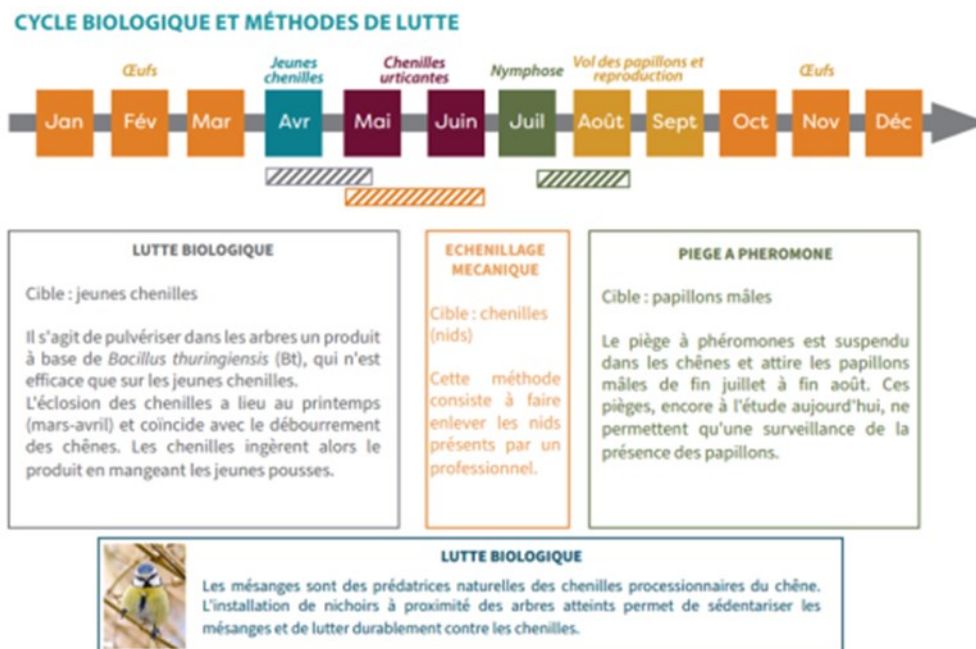 CYCLE BIOLOGIQUE ET MÉTHODES DE LUTTE
Œufs
Jeunes
chenilles
Chenilles
urticantes
Nymphose
Vol des papillons et
reproduction
Œufs
Jan Fév Mar Avr Mai Juin Juil Août Sept Oct Nov Déc
LUTTE BIOLOGIQUE
Cible : jeunes chenilles
Il s'agit de pulvériser dans les arbres un produit
à base de Bacillus thuringiensis (Bt), qui n'est
efficace que sur les jeunes chenilles.
L'éclosion des chenilles a lieu au printemps
(mars-avril) et coïncide avec le débourrement
des chênes. Les chenilles ingèrent alors le
produit en mangeant les jeunes pousses.
ECHENILLAGE
MECANIQUE
Cible : chenilles
(nids)
Cette méthode
consiste à faire
enlever les nids
présents par un
professionnel.
PIEGE A PHEROMONE
Cible : papillons mâles
Le piège à phéromones est suspendu
dans les chênes et attire les papillons
mâles de fin juillet à fin août. Ces
pièges, encore à l'étude aujourd'hui, ne
permettent qu'une surveillance de la
présence des papillons.
LUTTE BIOLOGIQUE
Les mésanges sont des prédatrices naturelles des chenilles processionnaires du chêne.
L'installation de nichoirs à proximité des arbres atteints permet de sédentariser les
mésanges et de lutter durablement contre les chenilles.